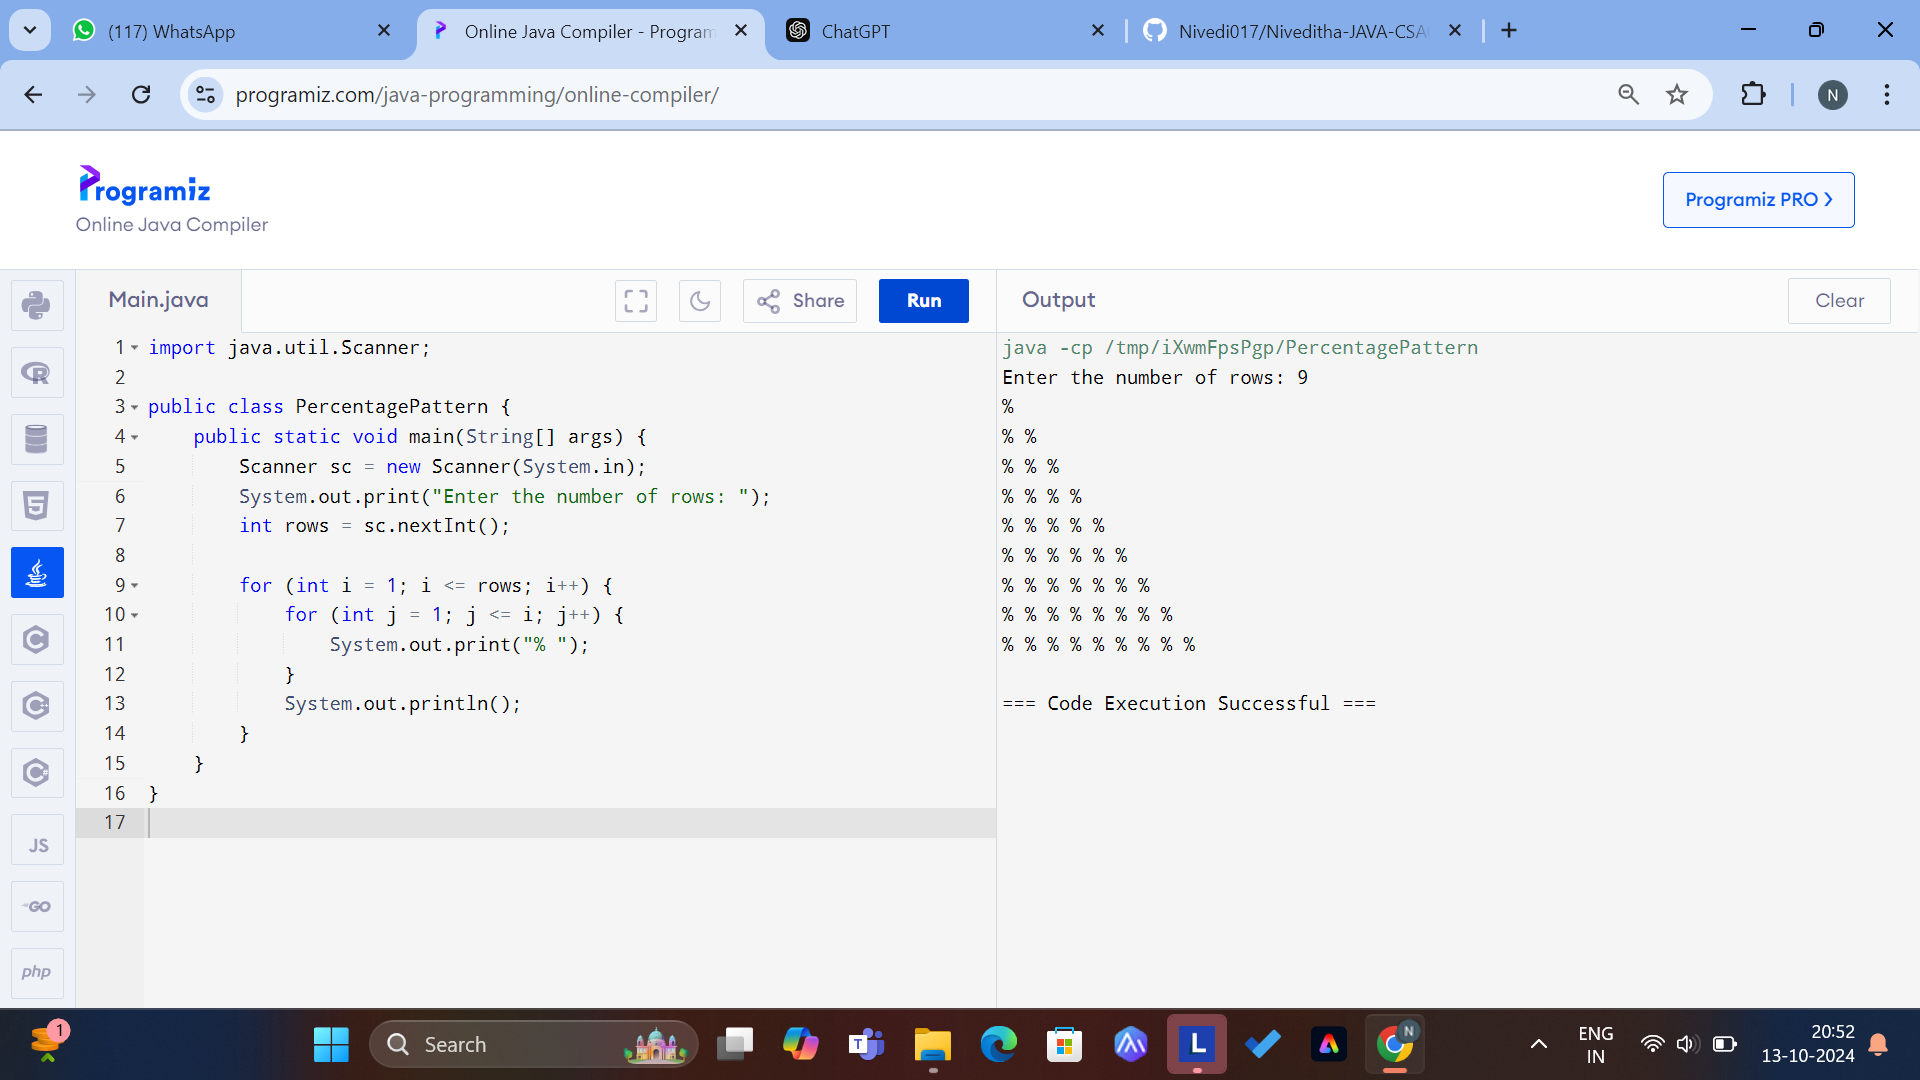 (117) WhatsApp
Online Java Compiler - Program
ChatGPT
Nivedi017/Niveditha-JAVA-CSA
programiz.com/java-programming/online-compiler/
N
Programiz
Online Java Compiler
Programiz PRO
Main.java
Share
Run
Output
Clear
1 import java.util.Scanner;
2
3 public class PercentagePattern {
4 public static void main(String[] args) {
5 Scanner sc = new Scanner(System.in);
6 System.out.print("Enter the number of rows: ");
7 int rows = sc.nextInt();
8
9 for (int i = 1; i <= rows; i++) {
10 for (int j = 1; j <= i; j++) {
11 System.out.print("% ");
12 }
13 System.out.println();
14 }
15 }
16 }
17
java -cp /tmp/iXwmFpsPgp/PercentagePattern
Enter the number of rows: 9
%
% %
% % %
% % % %
% % % % %
% % % % % %
% % % % % % %
% % % % % % % %
% % % % % % % % %
=== Code Execution Successful ===
R
5
C
C++
C#
JS
GO
php
1
Search
T
L
N
ENG
IN
20:52
13-10-2024